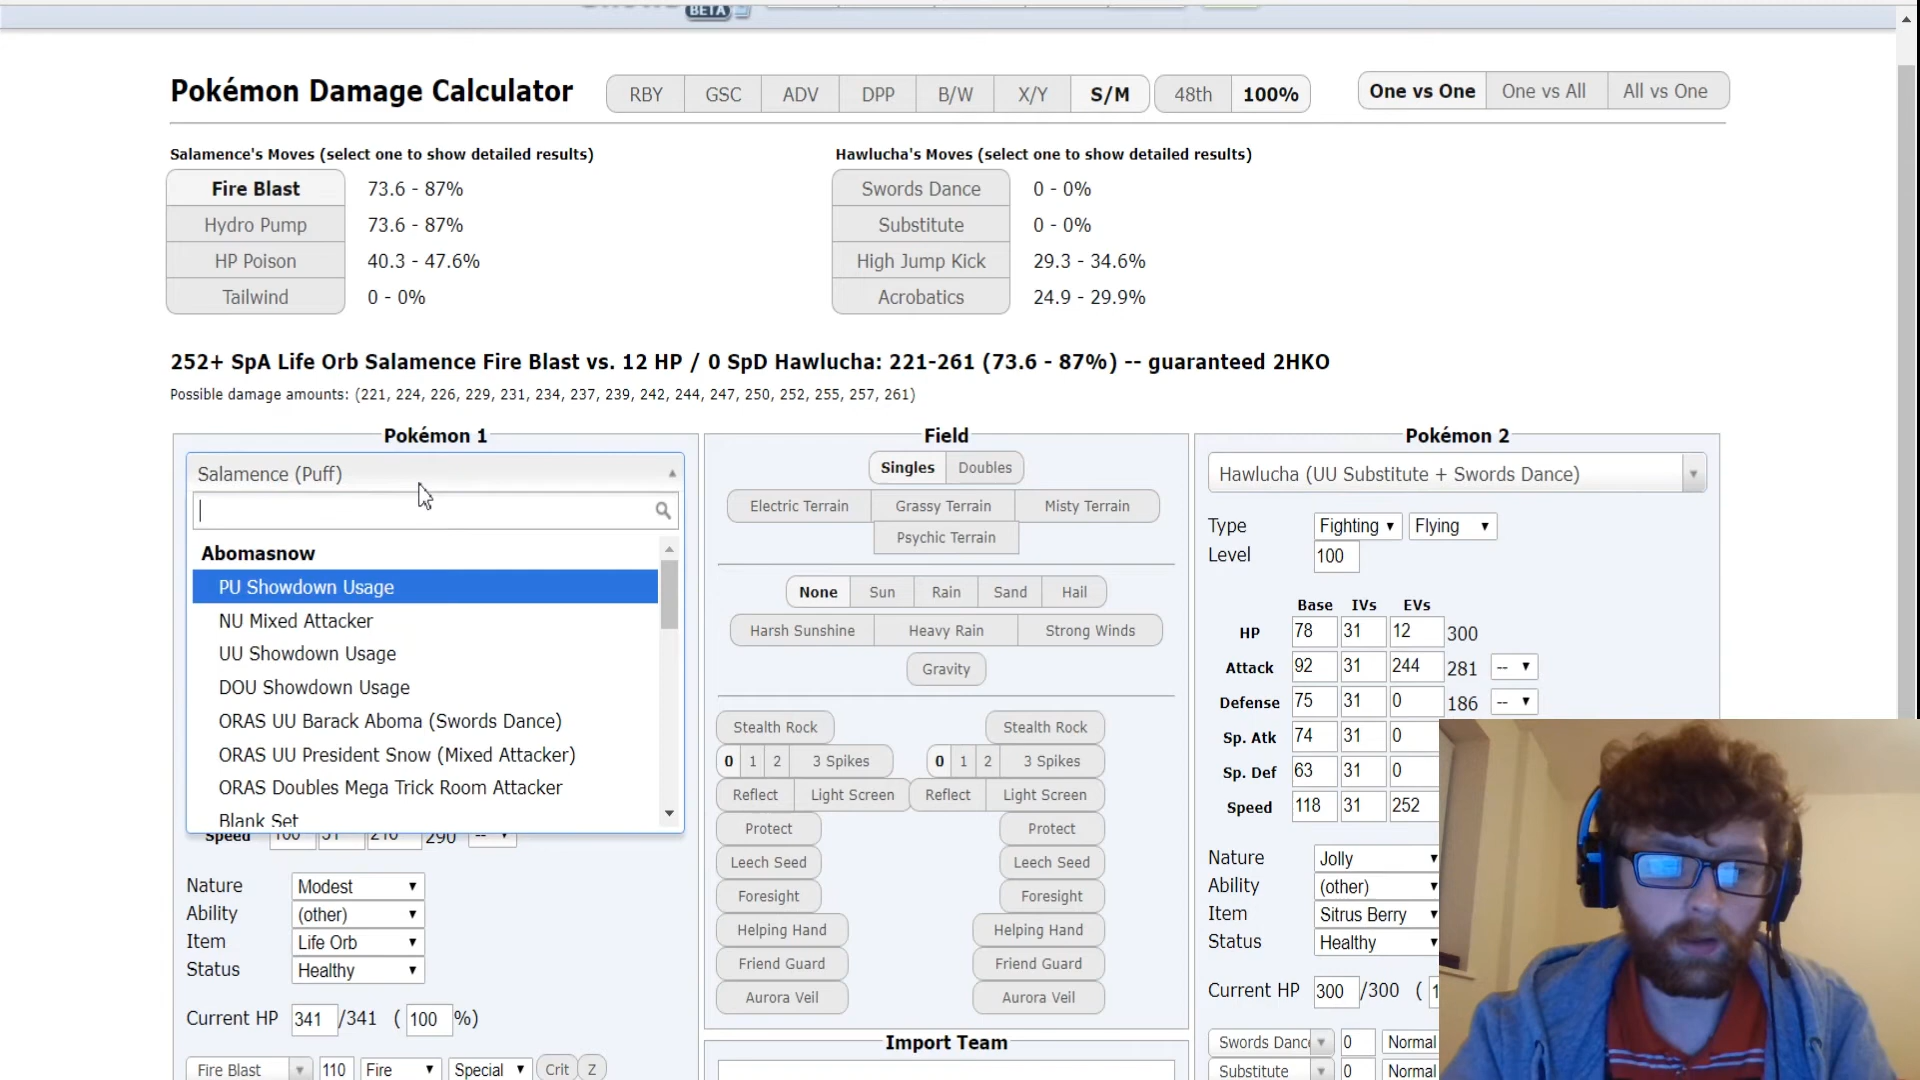 BETA
Pokémon Damage Calculator RBY GSC ADV DPP B/W X/Y S/M 48th 100% One vs One One vs All All vs One
Salamence's Moves (select one to show detailed results)
Fire Blast 73.6 - 87%
Hydro Pump 73.6 - 87%
HP Poison 40.3 - 47.6%
Tailwind 0 - 0%
Hawlucha's Moves (select one to show detailed results)
Swords Dance 0 - 0%
Substitute 0 - 0%
High Jump Kick 29.3 - 34.6%
Acrobatics 24.9 - 29.9%
252+ SpA Life Orb Salamence Fire Blast vs. 12 HP / 0 SpD Hawlucha: 221-261 (73.6 - 87%) -- guaranteed 2HKO
Possible damage amounts: (221, 224, 226, 229, 231, 234, 237, 239, 242, 244, 247, 250, 252, 255, 257, 261)
Pokémon 1
Salamence (Puff)
Abomasnow
PU Showdown Usage
NU Mixed Attacker
UU Showdown Usage
DOU Showdown Usage
ORAS UU Barack Aboma (Swords Dance)
ORAS UU President Snow (Mixed Attacker)
ORAS Doubles Mega Trick Room Attacker
Blank Set
Speed 100 31 216 290 --
Nature Modest
Ability (other)
Item Life Orb
Status Healthy
Current HP 341 /341 ( 100 %)
Fire Blast 110 Fire Special Crit Z
Field
Singles Doubles
Electric Terrain Grassy Terrain Misty Terrain
Psychic Terrain
None Sun Rain Sand Hail
Harsh Sunshine Heavy Rain Strong Winds
Gravity
Stealth Rock Stealth Rock
0 1 2 3 Spikes 0 1 2 3 Spikes
Reflect Light Screen Reflect Light Screen
Protect Protect
Leech Seed Leech Seed
Foresight Foresight
Helping Hand Helping Hand
Friend Guard Friend Guard
Aurora Veil Aurora Veil
Import Team
Pokémon 2
Hawlucha (UU Substitute + Swords Dance)
Type Fighting Flying
Level 100
Base IVs EVs
HP 78 31 12 300
Attack 92 31 244 281 --
Defense 75 31 0 186 --
Sp. Atk 74 31 0
Sp. Def 63 31 0
Speed 118 31 252
Nature Jolly
Ability (other)
Item Sitrus Berry
Status Healthy
Current HP 300 /300 ( 1
Swords Danc 0 Normal
Substitute 0 Normal